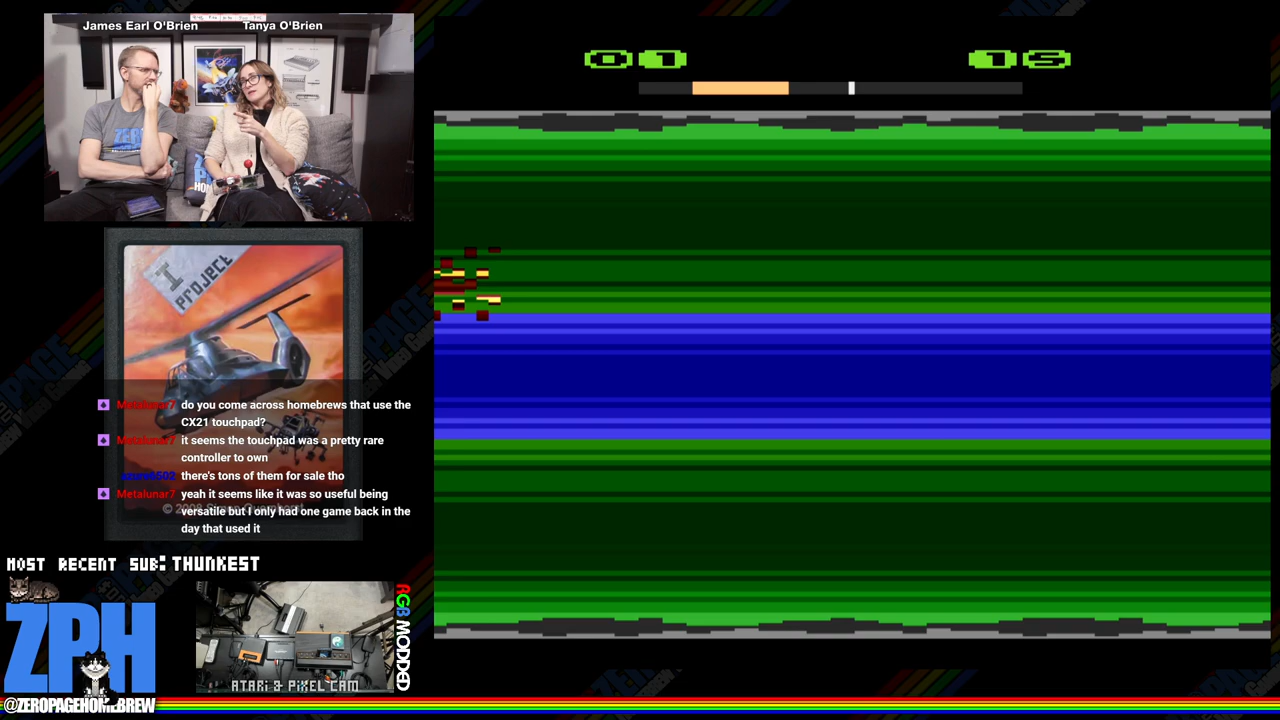 James Earl O'Brien
Tanya O'Brien
01
12
I
PROJECT
Metalunar7 do you come across homebrews that use the
CX21 touchpad?
Metalunar7 it seems the touchpad was a pretty rare
controller to own
there's tons of them for sale tho
Metalunar7 yeah it seems like it was so useful being
versatile but I only had one game back in the
day that used it
MOST RECENT SUB: THUNKEST
ZPH
RGB MODDED
ATARI & PIXEL CAM
@ZEROPAGEHOMEBREW